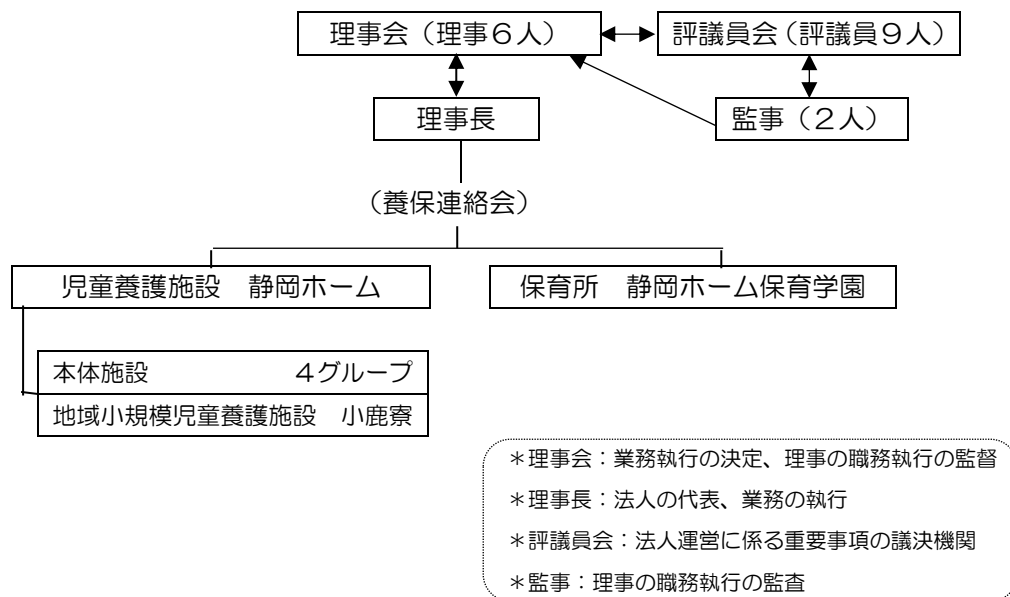 理事会（理事6人）
評議員会（評議員9人）
理事長
監事（2人）
（養保連絡会）
児童養護施設　静岡ホーム
保育所　静岡ホーム保育学園
本体施設　4グループ
地域小規模児童養護施設　小鹿寮
＊理事会：業務執行の決定、理事の職務執行の監督
＊理事長：法人の代表、業務の執行
＊評議員会：法人運営に係る重要事項の議決機関
＊監事：理事の職務執行の監査